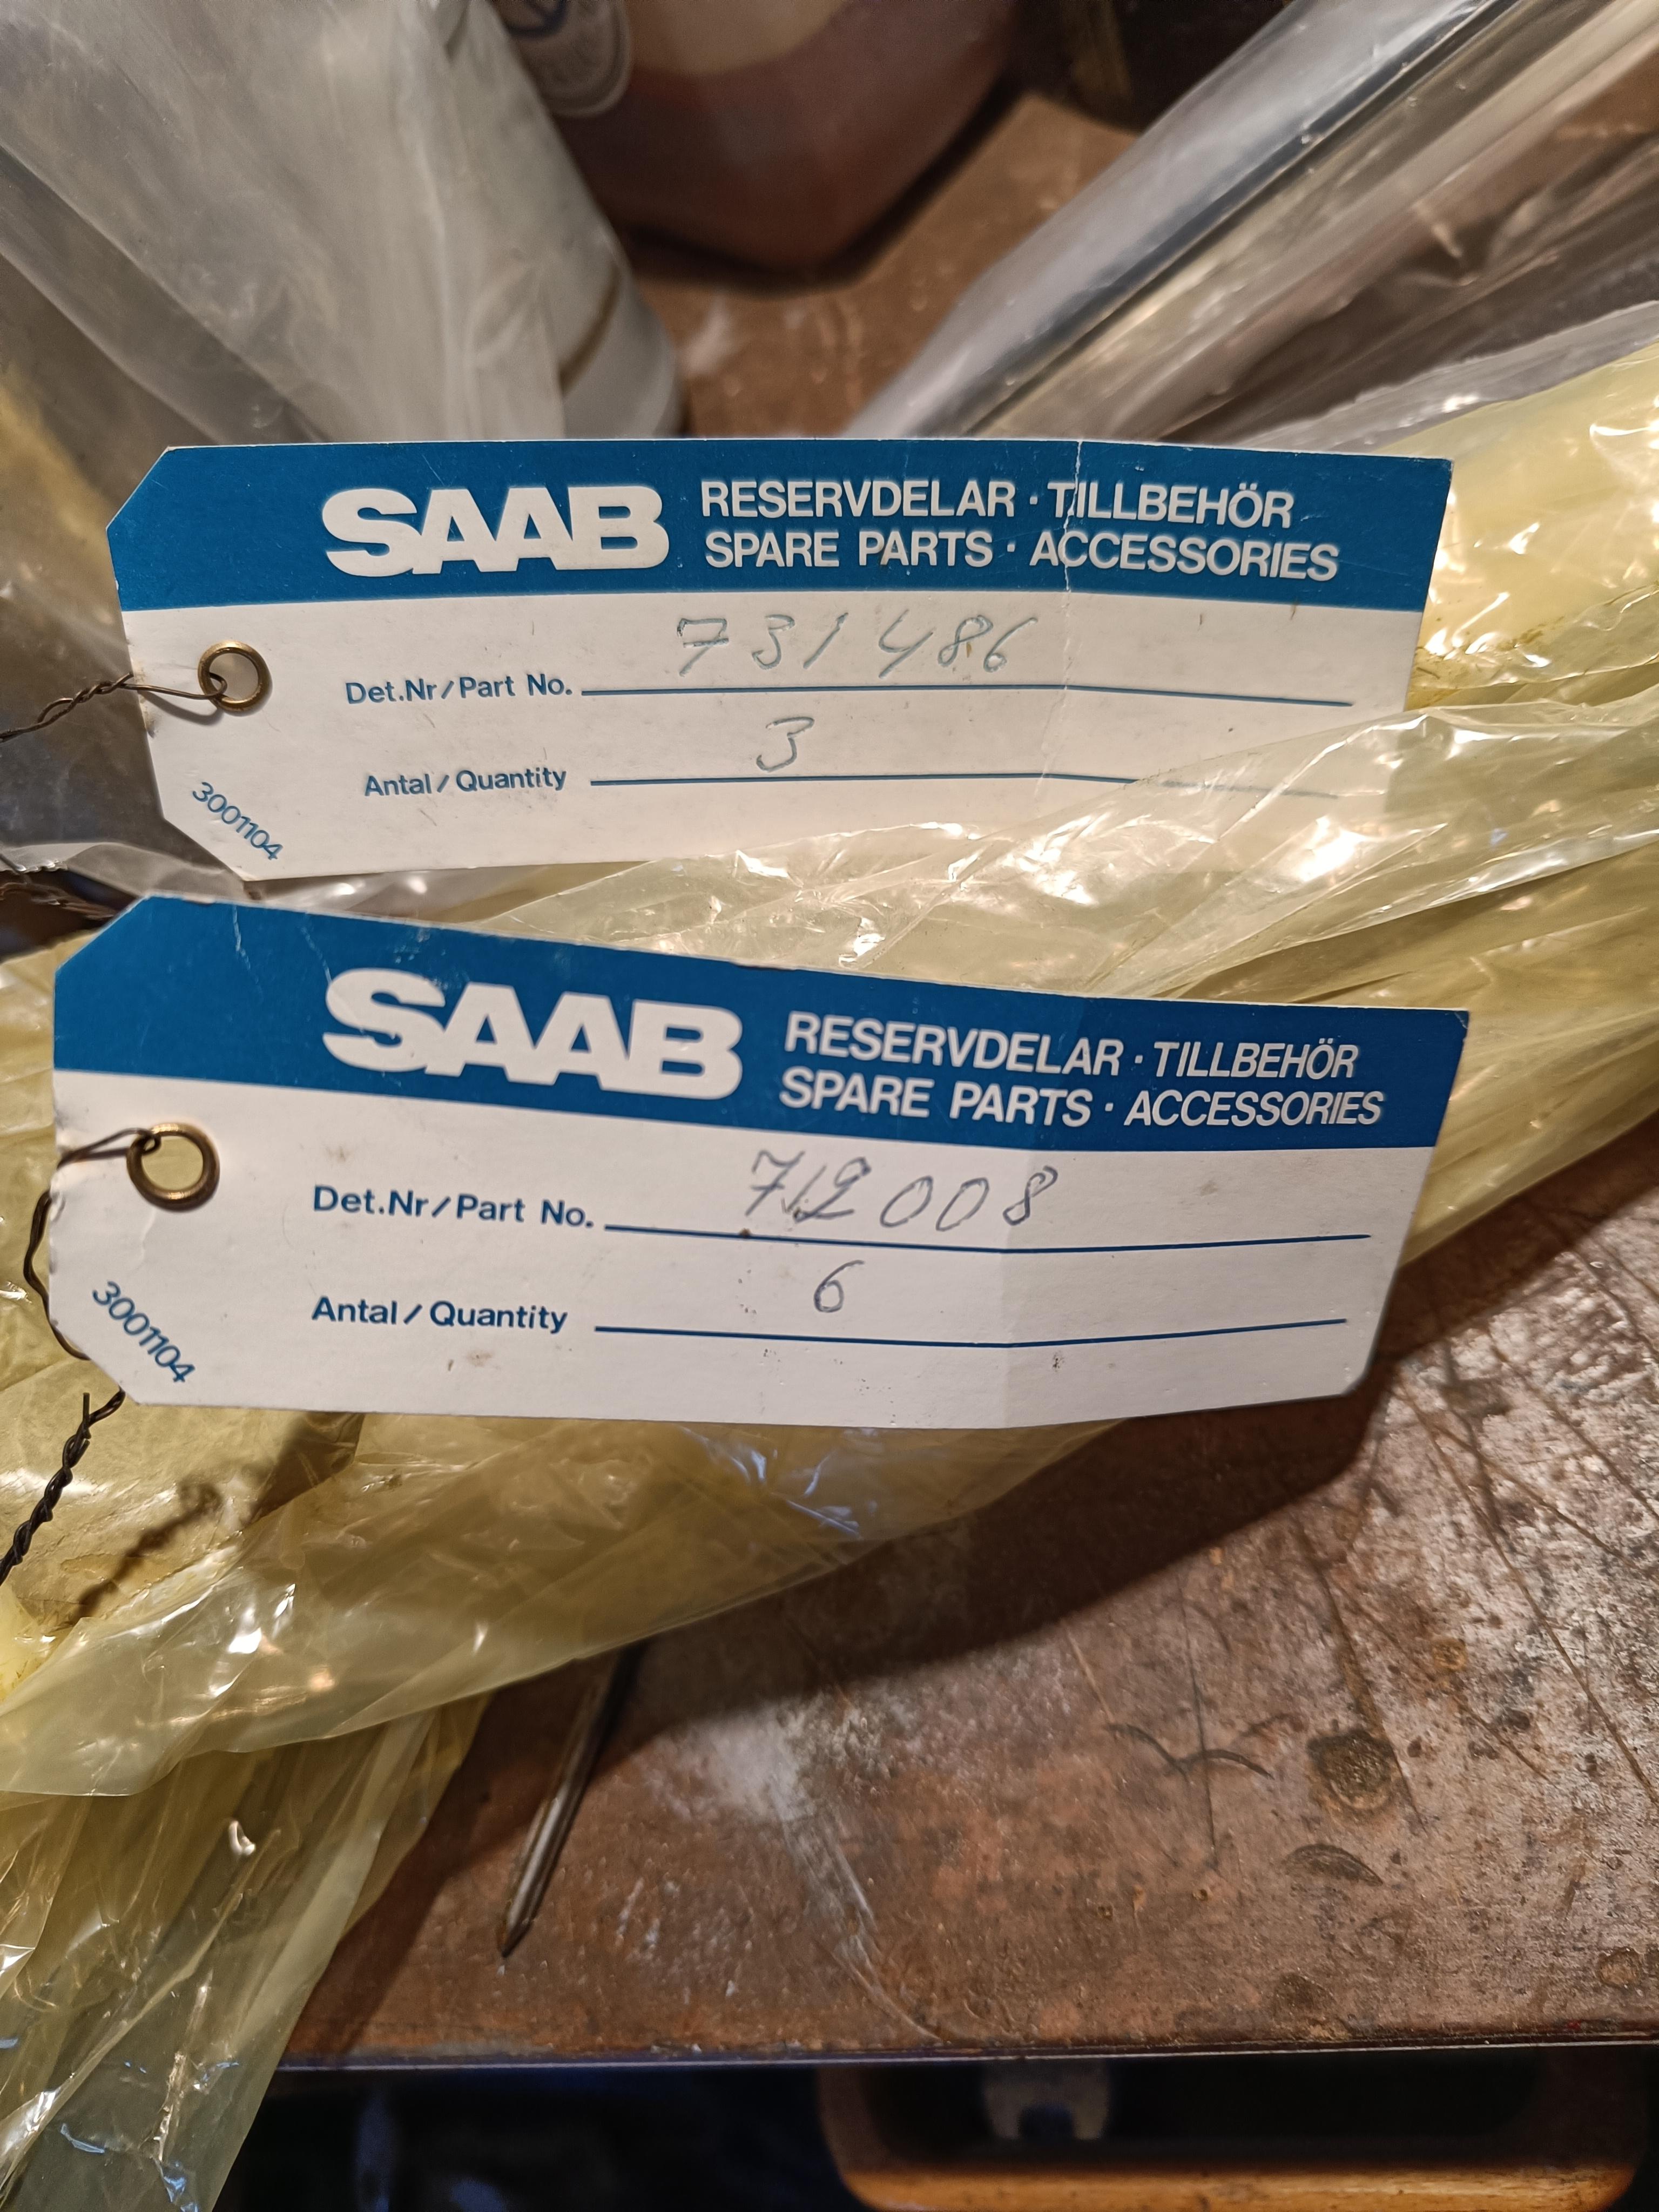 SAAB RESERVDELAR · TILLBEHÖR
SPARE PARTS · ACCESSORIES
Det.Nr/Part No. 731486
Antal/Quantity 3
3001104
SAAB RESERVDELAR · TILLBEHÖR
SPARE PARTS · ACCESSORIES
Det.Nr/Part No. 712008
Antal/Quantity 6
3001104